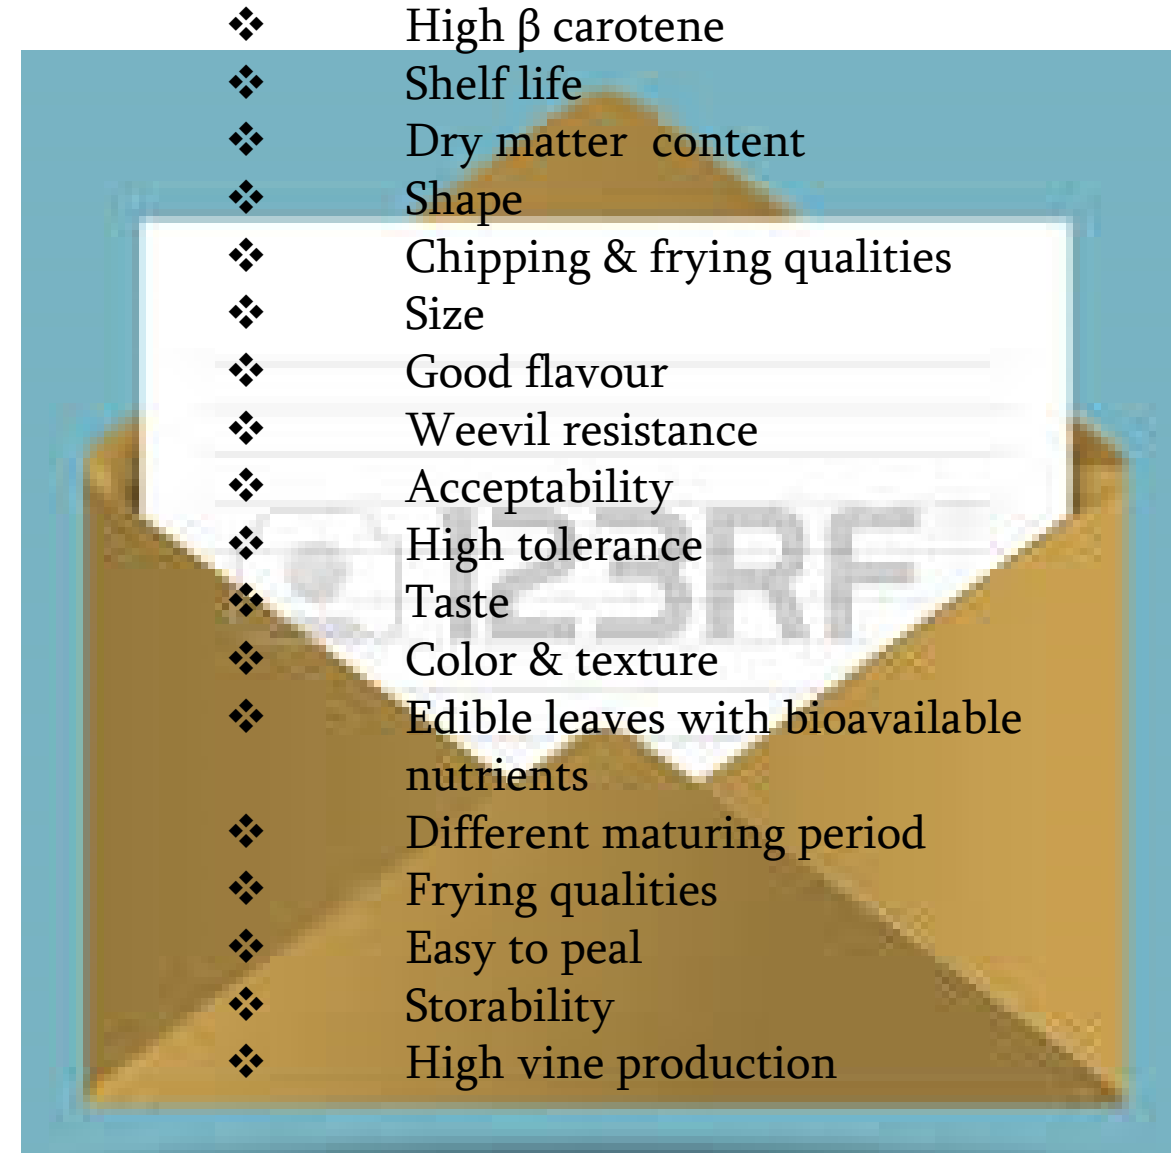 ❖ High β carotene
❖ Shelf life
❖ Dry matter  content
❖ Shape
❖ Chipping & frying qualities
❖ Size
❖ Good flavour
❖ Weevil resistance
❖ Acceptability
❖ High tolerance
❖ Taste
❖ Color & texture
❖ Edible leaves with bioavailable
nutrients
❖ Different maturing period
❖ Frying qualities
❖ Easy to peal
❖ Storability
❖ High vine production
123RF